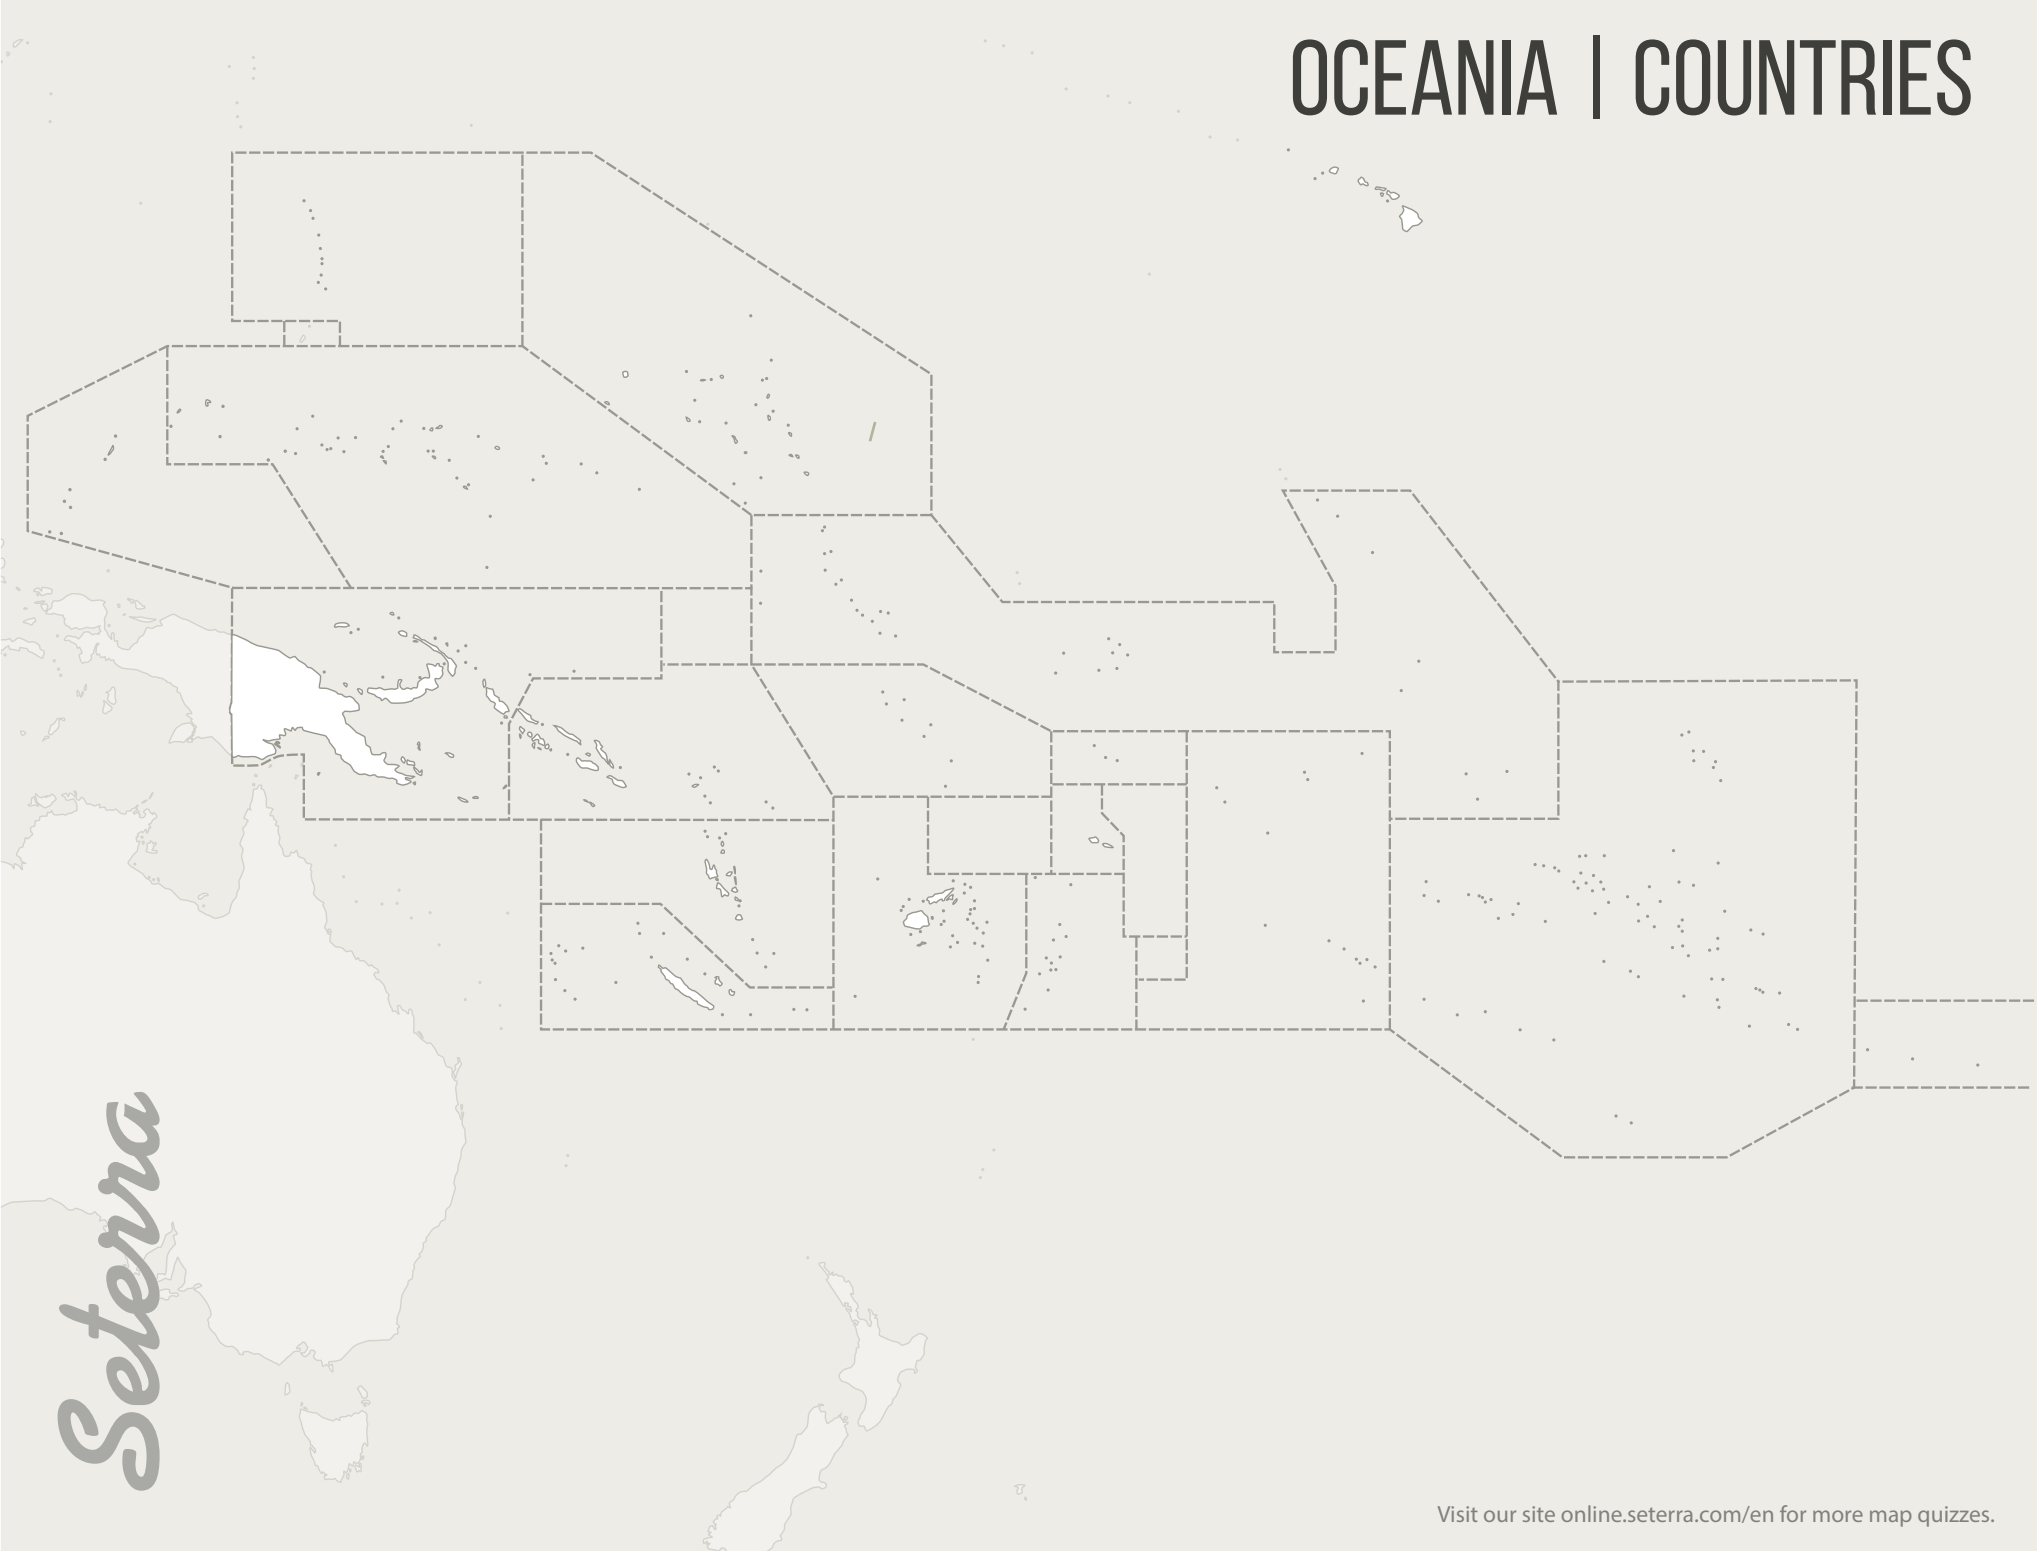 OCEANIA | COUNTRIES
Seterra
Visit our site online.seterra.com/en for more map quizzes.